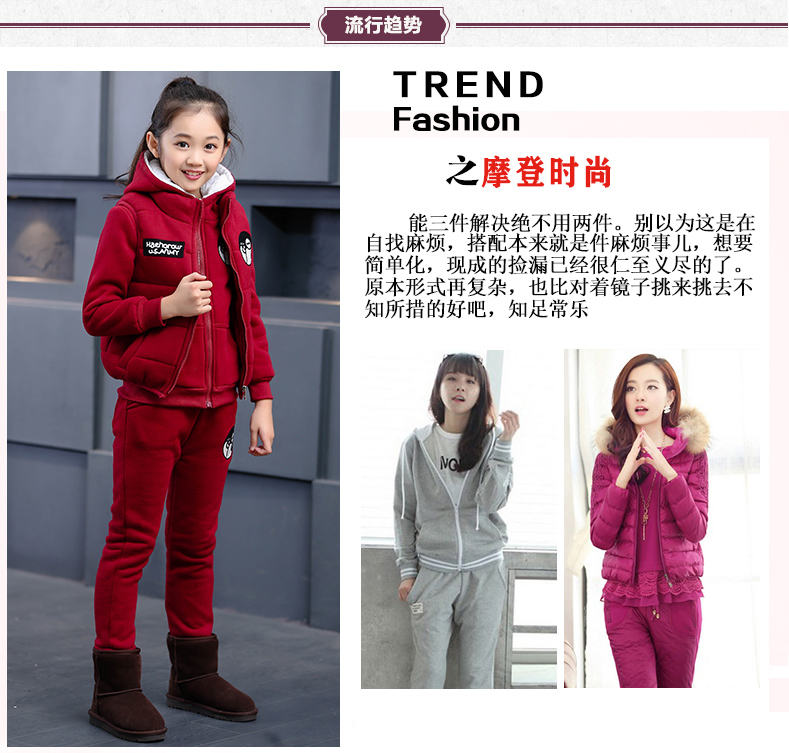 流行趋势
TREND
Fashion
之摩登时尚
能三件解决绝不用两件。别以为这是在
自找麻烦，搭配本来就是件麻烦事儿，想要
简单化，现成的捡漏已经很仁至义尽的了。
原本形式再复杂，也比对着镜子挑来挑去不
知所措的好吧，知足常乐
Haehorow
U.S.ARMY
NO